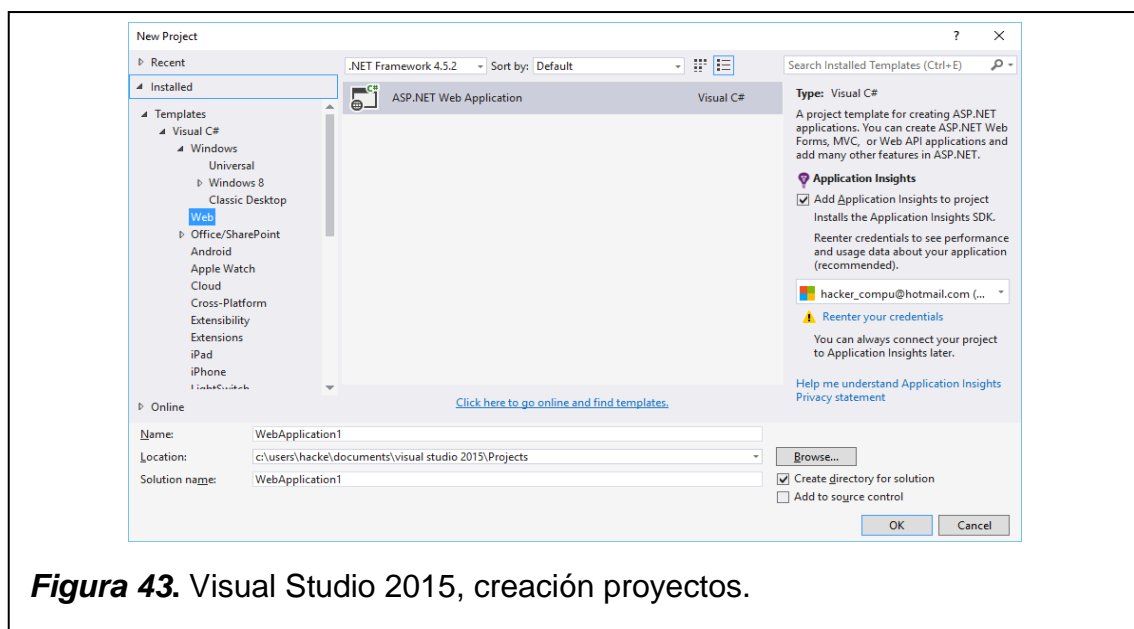 New Project
?
Recent
Installed
Templates
Visual C#
Windows
Universal
Windows 8
Classic Desktop
Web
Office/SharePoint
Android
Apple Watch
Cloud
Cross-Platform
Extensibility
Extensions
iPad
iPhone
LightSwitch
Online
.NET Framework 4.5.2
Sort by: Default
C#
ASP.NET Web Application
Visual C#
Click here to go online and find templates.
Search Installed Templates (Ctrl+E)
Type: Visual C#
A project template for creating ASP.NET
applications. You can create ASP.NET Web
Forms, MVC, or Web API applications and
add many other features in ASP.NET.
Application Insights
Add Application Insights to project
Installs the Application Insights SDK.
Reenter credentials to see performance
and usage data about your application
(recommended).
hacker_compu@hotmail.com (...
Reenter your credentials
You can always connect your project
to Application Insights later.
Help me understand Application Insights
Privacy statement
Name: WebApplication1
Location: c:\users\hacke\documents\visual studio 2015\Projects
Browse...
Solution name: WebApplication1
Create directory for solution
Add to source control
OK
Cancel
Figura 43. Visual Studio 2015, creación proyectos.